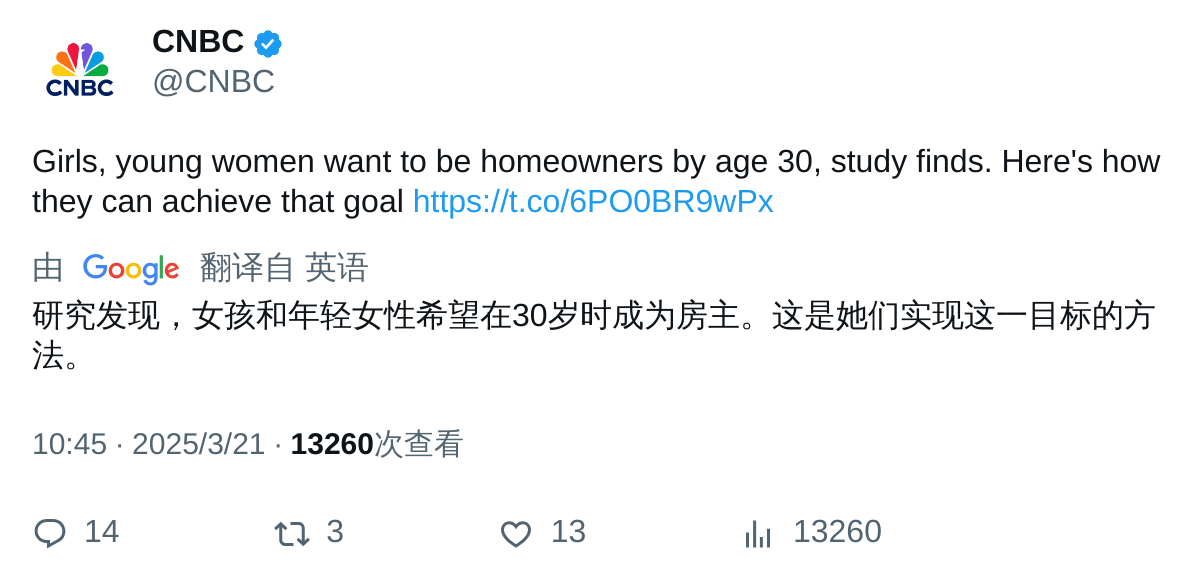 CNBC
CNBC
@CNBC
Girls, young women want to be homeowners by age 30, study finds. Here's how
they can achieve that goal https://t.co/6PO0BR9wPx
由 Google 翻译自 英语
研究发现，女孩和年轻女性希望在30岁时成为房主。这是她们实现这一目标的方
法。
10:45 · 2025/3/21 · 13260次查看
14 3 13 13260